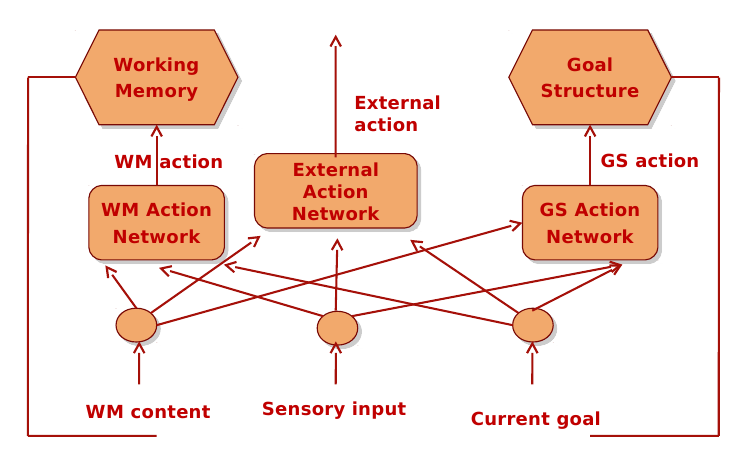 Working
Memory
Goal
Structure
External
action
WM action
GS action
External
Action
Network
WM Action
Network
GS Action
Network
WM content
Sensory input
Current goal